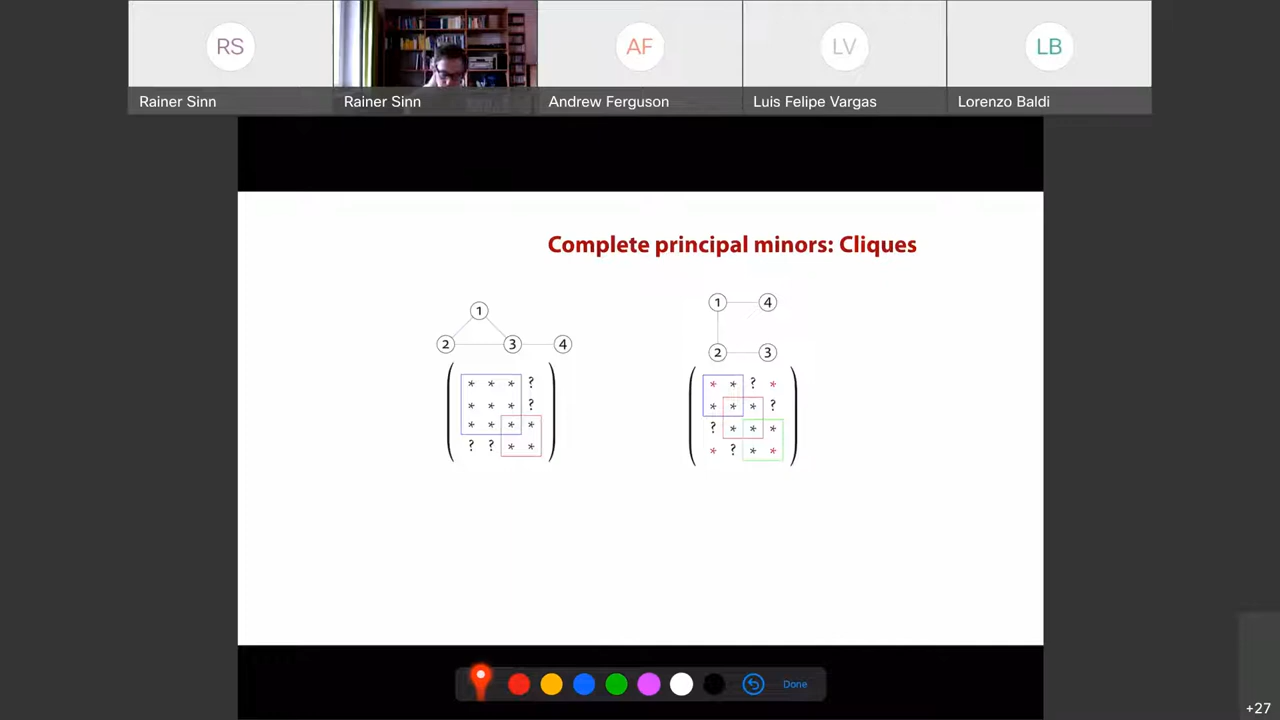 RS
AF
LV
LB
Rainer Sinn
Rainer Sinn
Andrew Ferguson
Luis Felipe Vargas
Lorenzo Baldi
Complete principal minors: Cliques
1
2 3 4
* * * ?
* * * ?
* * * *
? ? * *
1 4
2 3
* * ? *
* * * ?
? * * *
* ? * *
Done
+27